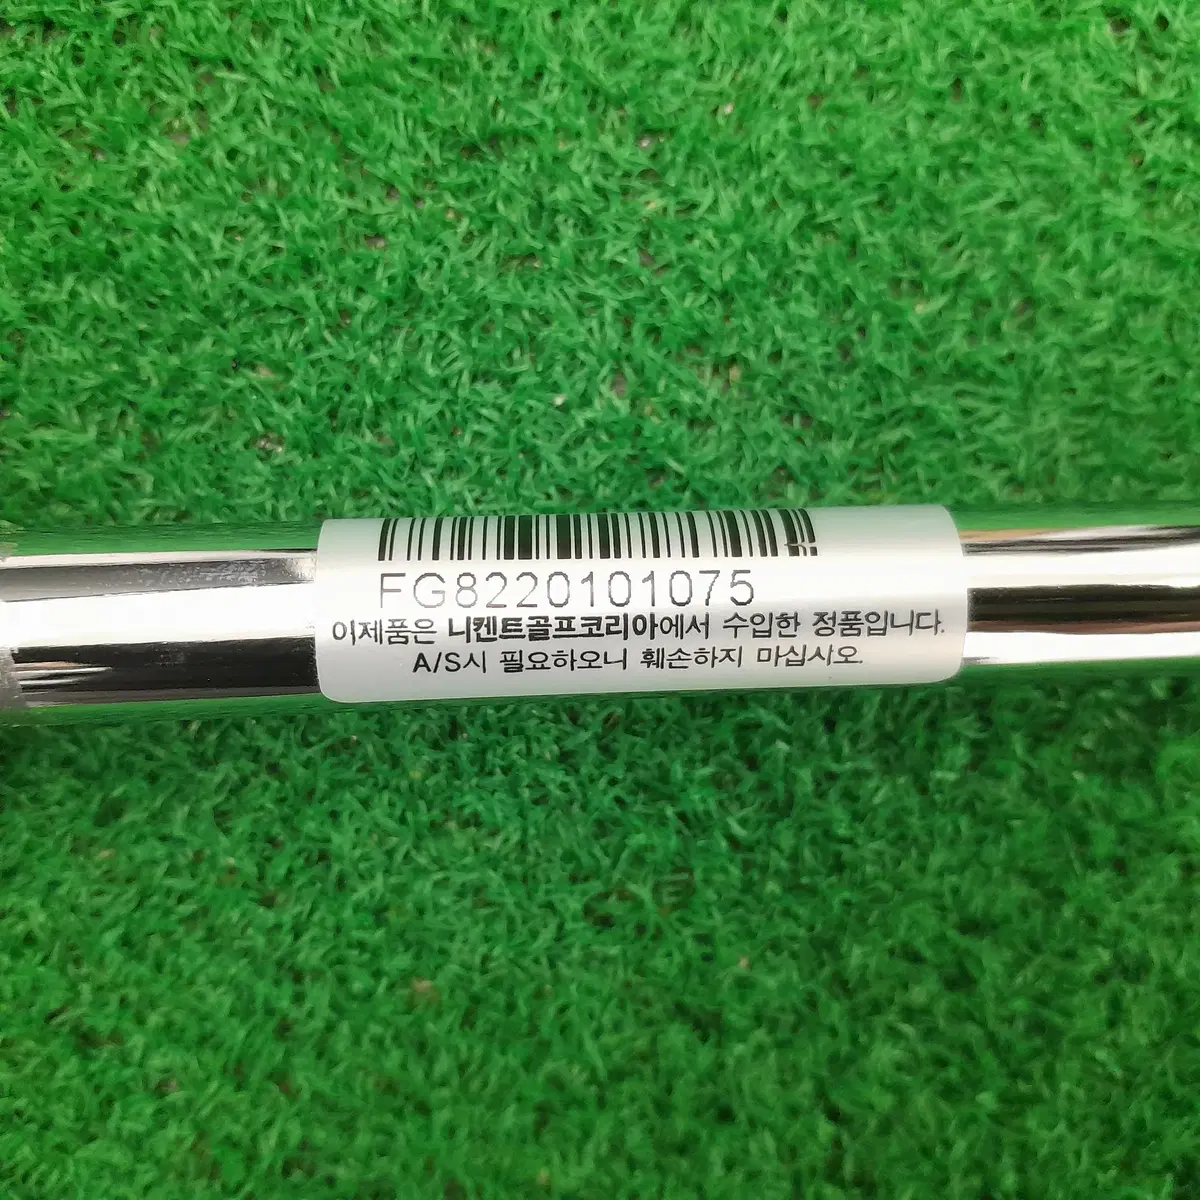 FG8220101075
이제품은 니켄트골프코리아에서 수입한 정품입니다.
A/S시 필요하오니 훼손하지 마십시오.